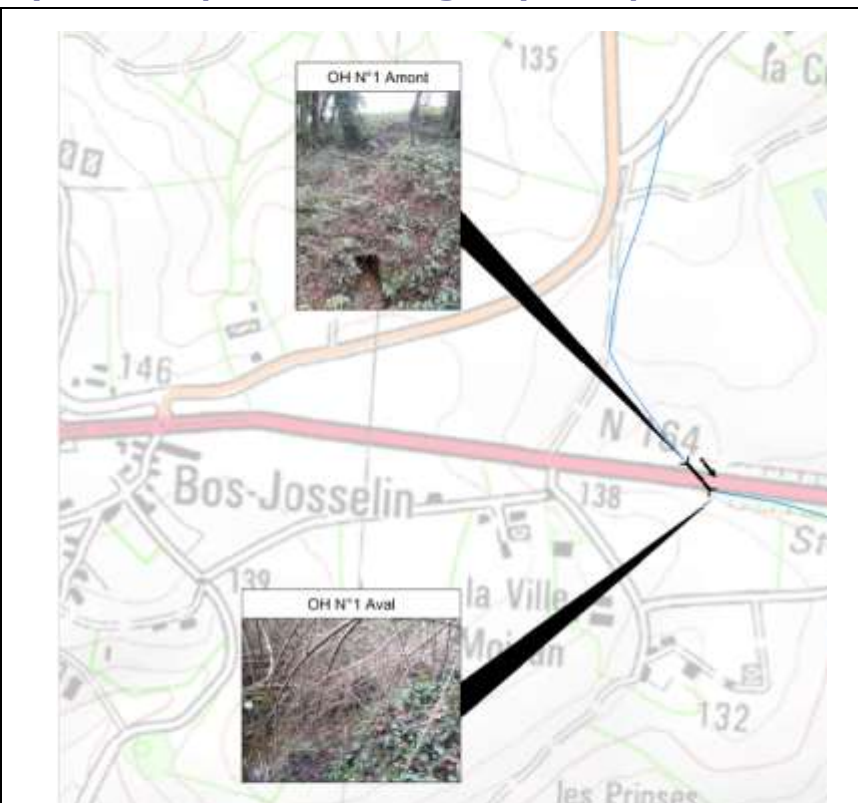 OH N°1 Amont
135
la C
146
N 164
Bos-Josselin
138
St
139
OH N°1 Aval
la Ville
Moisan
132
les Prinses